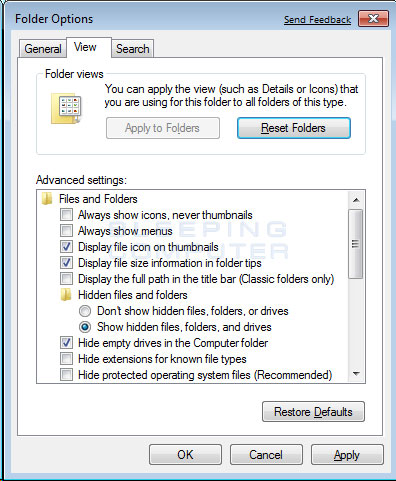 Folder Options
Send Feedback
General
View
Search
Folder views
You can apply the view (such as Details or Icons) that
you are using for this folder to all folders of this type.
Apply to Folders
Reset Folders
Advanced settings:
Files and Folders
Always show icons, never thumbnails
Always show menus
Display file icon on thumbnails
Display file size information in folder tips
Display the full path in the title bar (Classic folders only)
Hidden files and folders
Don't show hidden files, folders, or drives
Show hidden files, folders, and drives
Hide empty drives in the Computer folder
Hide extensions for known file types
Hide protected operating system files (Recommended)
Restore Defaults
OK
Cancel
Apply